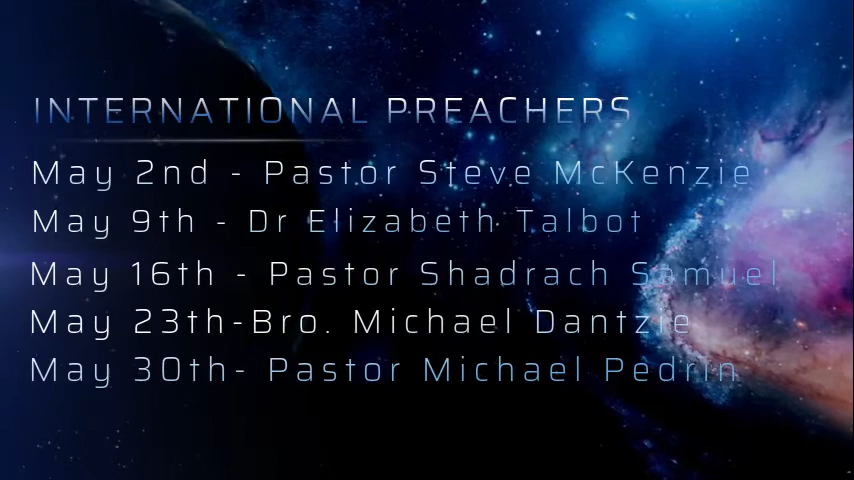 INTERNATIONAL PREACHERS
May 2nd - Pastor Steve McKenzie
May 9th - Dr Elizabeth Talbot
May 16th - Pastor Shadrach Samuel
May 23th-Bro. Michael Dantzie
May 30th- Pastor Michael Pedrin